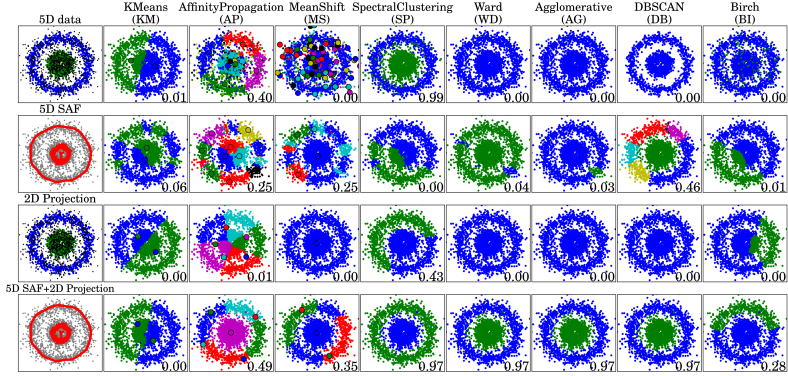 KMeans AffinityPropagation MeanShift SpectralClustering Ward Agglomerative DBSCAN Birch
5D data (KM) (AP) (MS) (SP) (WD) (AG) (DB) (BI)
0.01 0.40 0.00 0.99 0.00 0.00 0.00 0.00
5D SAF
0.06 0.25 0.25 0.00 0.04 0.03 0.46 0.01
2D Projection
0.00 0.01 0.00 0.43 0.00 0.00 0.00 0.00
5D SAF+2D Projection
0.00 0.49 0.35 0.97 0.97 0.97 0.97 0.28